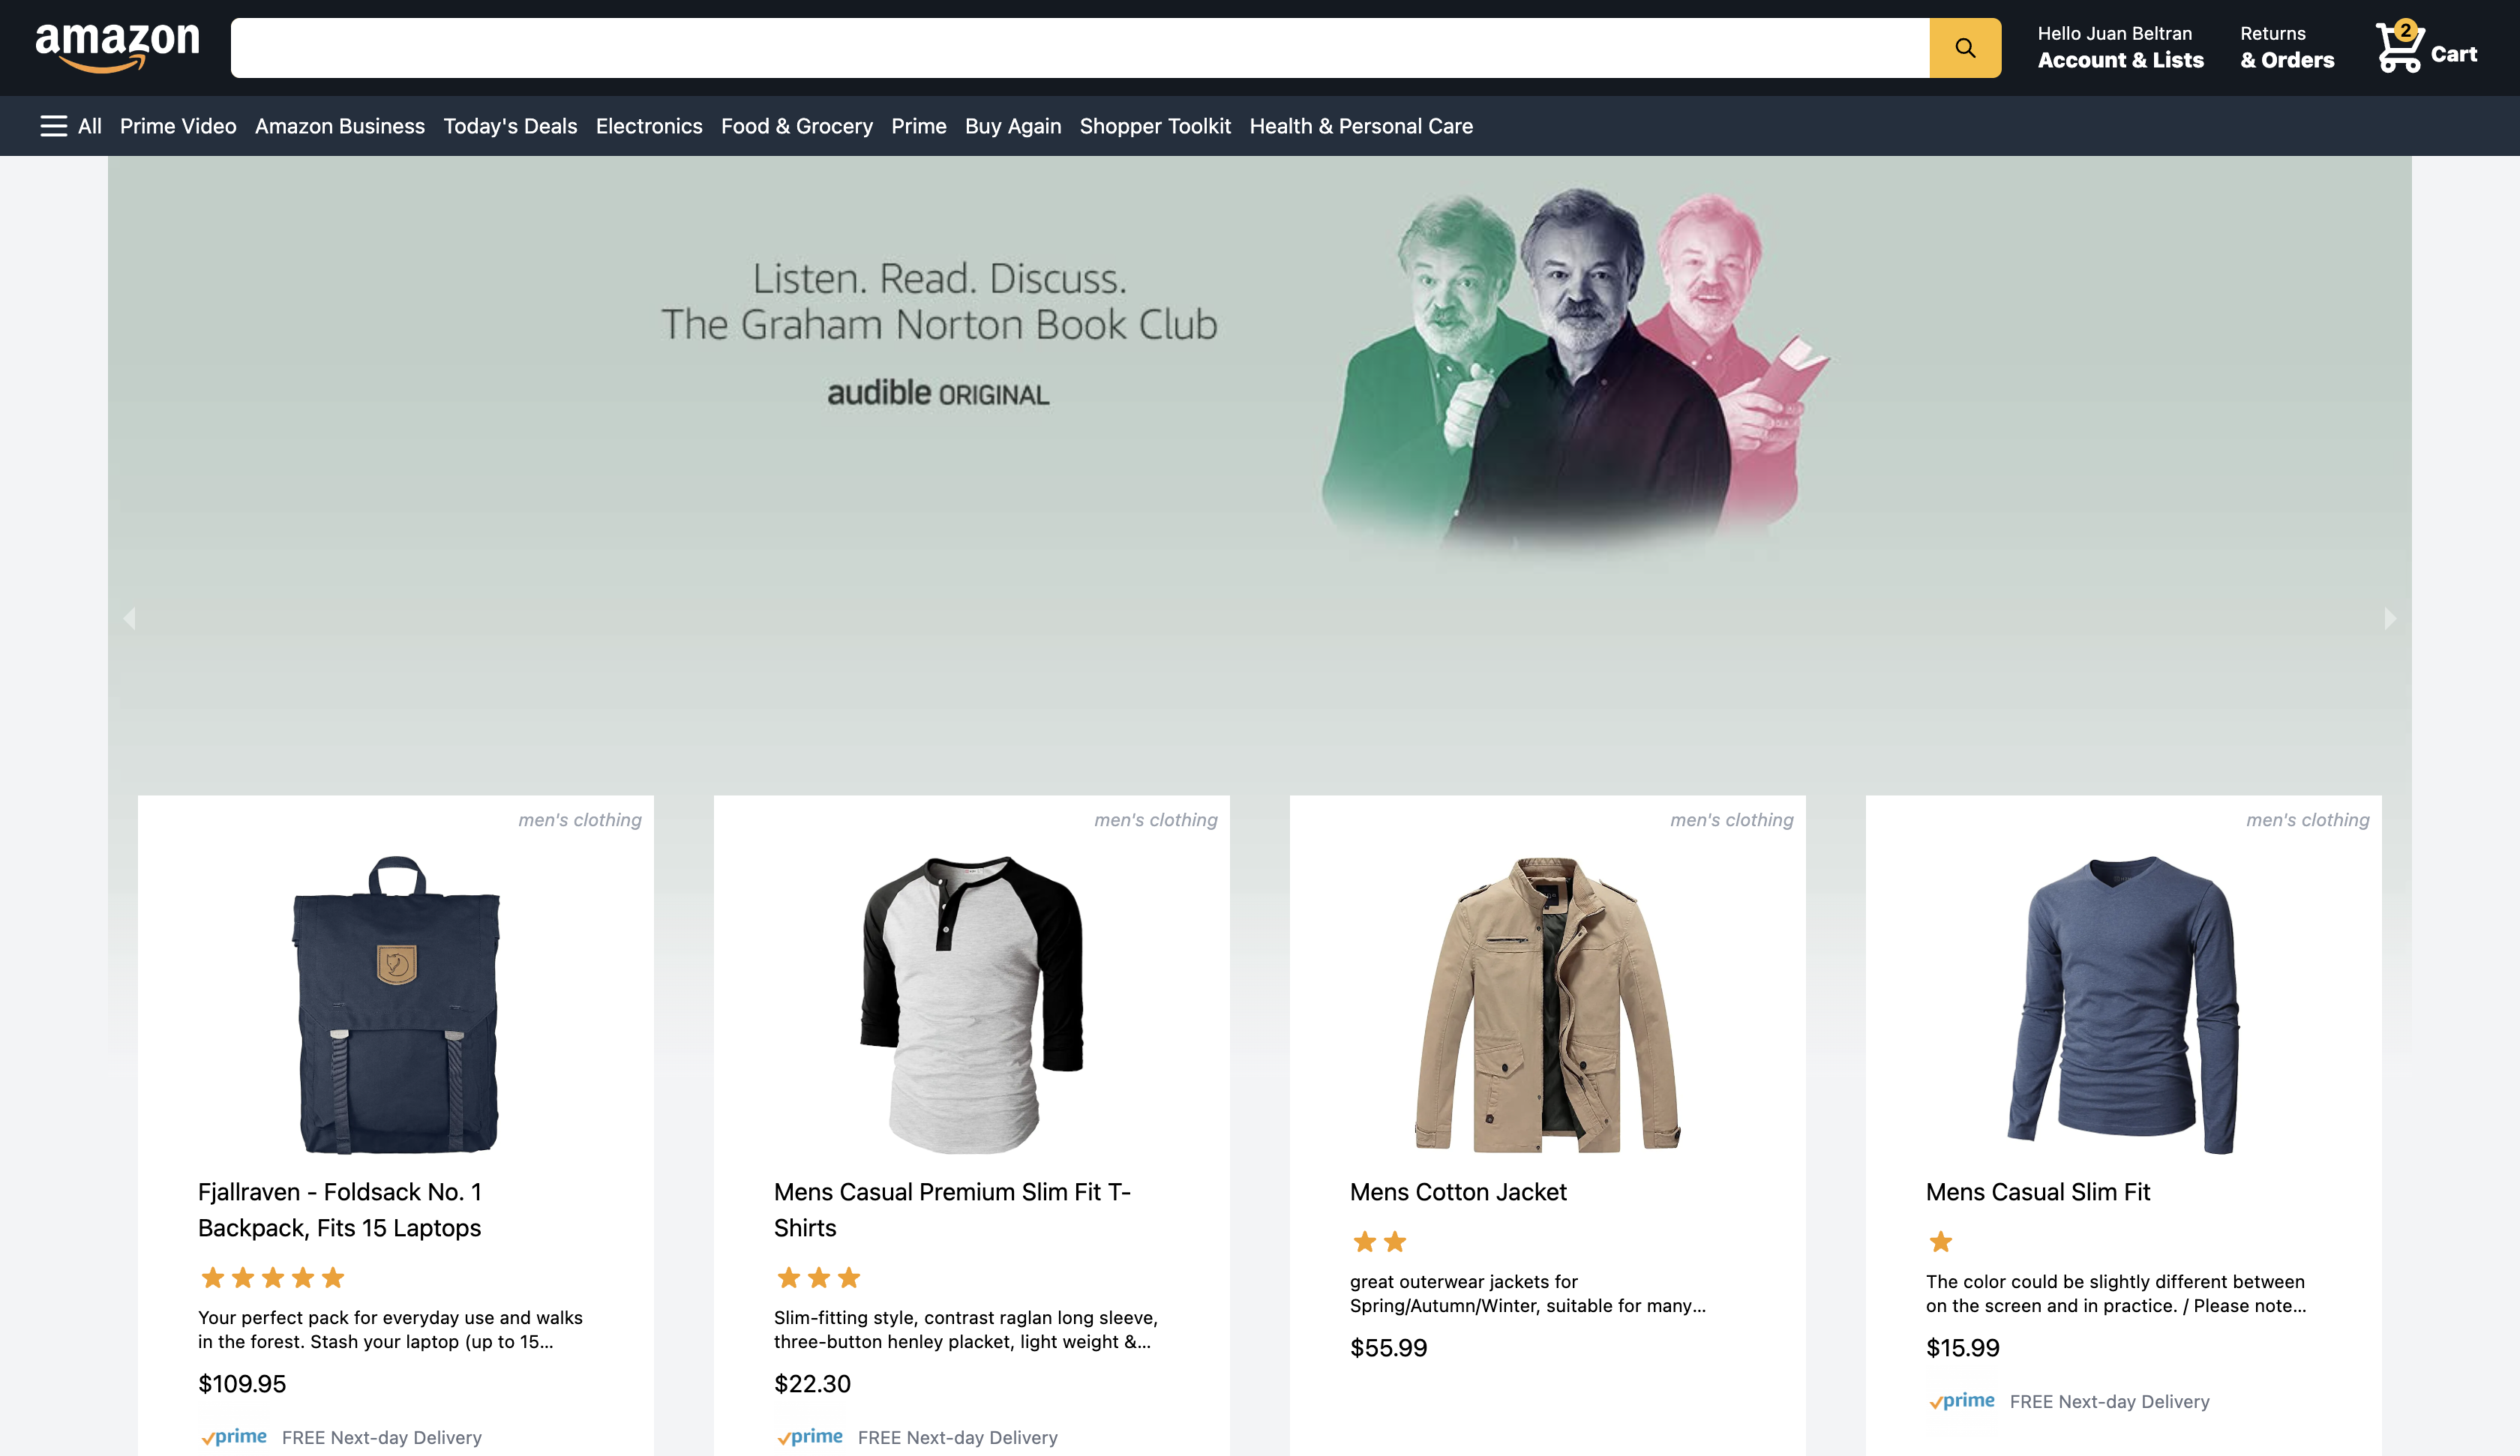 amazon
Hello Juan Beltran
Account & Lists
Returns
& Orders
2
Cart
All Prime Video Amazon Business Today's Deals Electronics Food & Grocery Prime Buy Again Shopper Toolkit Health & Personal Care
Listen. Read. Discuss.
The Graham Norton Book Club
audible ORIGINAL
men's clothing
Fjallraven - Foldsack No. 1
Backpack, Fits 15 Laptops
Your perfect pack for everyday use and walks
in the forest. Stash your laptop (up to 15...
$109.95
prime FREE Next-day Delivery
men's clothing
Mens Casual Premium Slim Fit T-
Shirts
Slim-fitting style, contrast raglan long sleeve,
three-button henley placket, light weight &...
$22.30
prime FREE Next-day Delivery
men's clothing
Mens Cotton Jacket
great outerwear jackets for
Spring/Autumn/Winter, suitable for many...
$55.99
men's clothing
Mens Casual Slim Fit
The color could be slightly different between
on the screen and in practice. / Please note...
$15.99
prime FREE Next-day Delivery